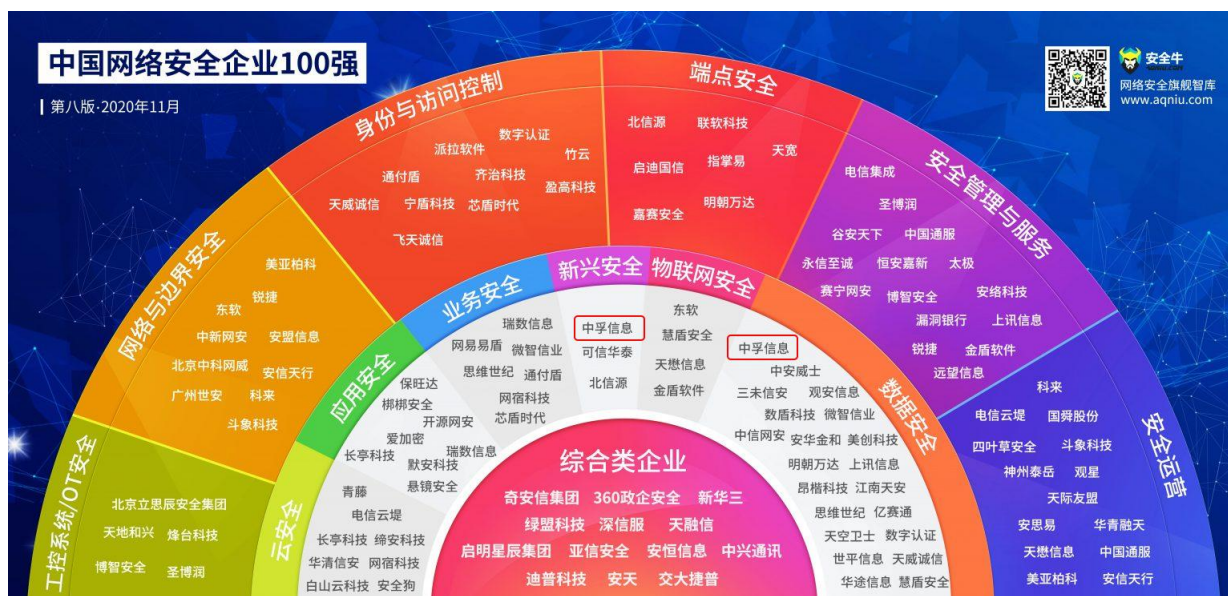 中国网络安全企业100强
第八版·2020年11月
安全牛
网络安全旗舰智库
www.aqniu.com
工控系统/OT安全
北京立思辰安全集团
天地和兴 烽台科技
博智安全 圣博润
网络与边界安全
美亚柏科
东软 锐捷
中新网安 安盟信息
北京中科网威 安信天行
广州世安 科来
斗象科技
身份与访问控制
数字认证
派拉软件 竹云
通付盾 齐治科技 盈高科技
天威诚信 宁盾科技 芯盾时代
飞天诚信
端点安全
北信源 联软科技
启迪国信 指掌易 天宽
嘉赛安全 明朝万达
安全管理与服务
电信集成
圣博润
谷安天下 中国通服
永信至诚 恒安嘉新 太极
赛宁网安 博智安全 安络科技
漏洞银行 上讯信息
锐捷 金盾软件
远望信息
安全运营
科来
电信云堤 国舜股份
四叶草安全 斗象科技
神州泰岳 观星
天际友盟
安思易 华青融天
天懋信息 中国通服
美亚柏科 安信天行
云安全
青藤
电信云堤
长亭科技 缔安科技
华清信安 网宿科技
白山云科技 安全狗
应用安全
保旺达
梆梆安全
开源网安
爱加密
长亭科技 默安科技 瑞数信息
悬镜安全
业务安全
瑞数信息
网易易盾 微智信业
思维世纪 通付盾
网宿科技
芯盾时代
新兴安全
中孚信息
可信华泰
北信源
物联网安全
东软
慧盾安全
天懋信息
金盾软件
数据安全
中孚信息
中安威士
三未信安 观安信息
数盾科技 微智信业
中信网安 安华金和 美创科技
明朝万达 上讯信息
昂楷科技 江南天安
思维世纪 亿赛通
天空卫士 数字认证
世平信息 天威诚信
华途信息 慧盾安全
综合类企业
奇安信集团 360政企安全 新华三
绿盟科技 深信服 天融信
启明星辰集团 亚信安全 安恒信息 中兴通讯
迪普科技 安天 交大捷普